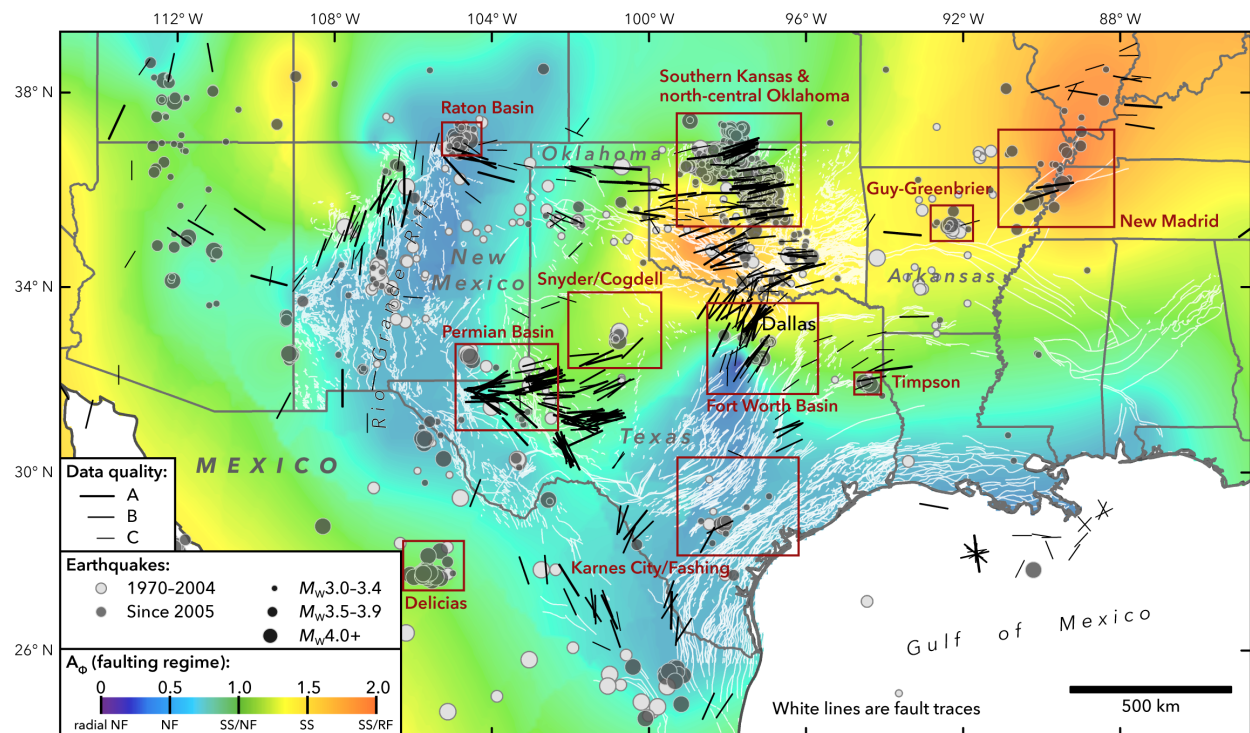 112° W 108° W 104° W 100° W 96° W 92° W 88° W
38° N
34° N
30° N
26° N
Southern Kansas &
north-central Oklahoma
Raton Basin
Oklahoma
Guy-Greenbrier
New Madrid
Rio Grande Rift
New
Mexico
Arkansas
Snyder/Cogdell
Permian Basin
Dallas
Timpson
Fort Worth Basin
Texas
MEXICO
Karnes City/Fashing
Delicias
Gulf of Mexico
Data quality:
A
B
C
Earthquakes:
1970–2004
Since 2005
Mw3.0–3.4
Mw3.5–3.9
Mw4.0+
AΦ (faulting regime):
0 0.5 1.0 1.5 2.0
radial NF NF SS/NF SS SS/RF
White lines are fault traces
500 km